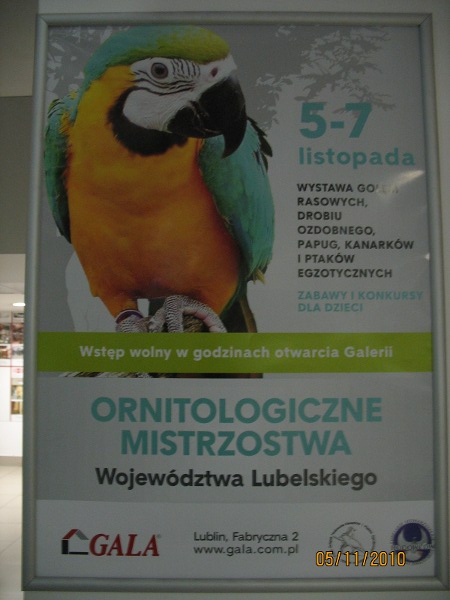 5-7
listopada
WYSTAWA GOŁĘBI
RASOWYCH,
DROBIU
OZDOBNEGO,
PAPUG, KANARKÓW
I PTAKÓW
EGZOTYCZNYCH
ZABAWY I KONKURSY
DLA DZIECI
Wstęp wolny w godzinach otwarcia Galerii
ORNITOLOGICZNE
MISTRZOSTWA
Województwa Lubelskiego
GALA®
Lublin, Fabryczna 2
www.gala.com.pl
05/11/2010